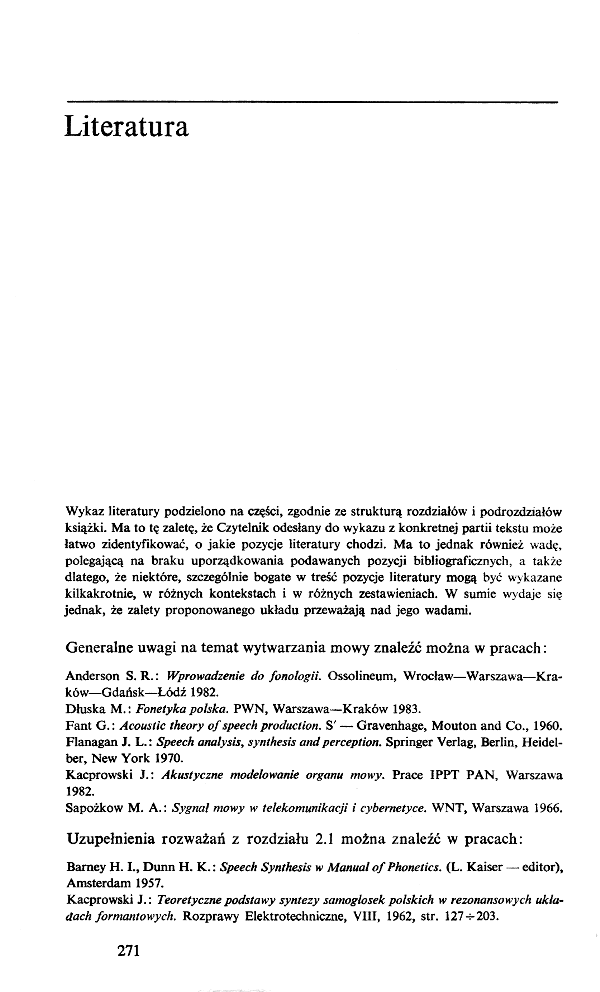 Literatura
Wykaz literatury podzielono na części, zgodnie ze strukturą rozdziałów i podrozdziałów
książki. Ma to tę zaletę, że Czytelnik odesłany do wykazu z konkretnej partii tekstu może
łatwo zidentyfikować, o jakie pozycje literatury chodzi. Ma to jednak również wadę,
polegającą na braku uporządkowania podawanych pozycji bibliograficznych, a także
dlatego, że niektóre, szczególnie bogate w treść pozycje literatury mogą być wykazane
kilkakrotnie, w różnych kontekstach i w różnych zestawieniach. W sumie wydaje się
jednak, że zalety proponowanego układu przeważają nad jego wadami.
Generalne uwagi na temat wytwarzania mowy znaleźć można w pracach:
Anderson S. R.: Wprowadzenie do fonologii. Ossolineum, Wrocław—Warszawa—Kra-
ków—Gdańsk—Łódź 1982.
Dłuska M.: Fonetyka polska. PWN, Warszawa—Kraków 1983.
Fant G.: Acoustic theory of speech production. S' — Gravenhage, Mouton and Co., 1960.
Flanagan J. L.: Speech analysis, synthesis and perception. Springer Verlag, Berlin, Heidel-
ber, New York 1970.
Kacprowski J.: Akustyczne modelowanie organu mowy. Prace IPPT PAN, Warszawa
1982.
Sapożkow M. A.: Sygnał mowy w telekomunikacji i cybernetyce. WNT, Warszawa 1966.
Uzupełnienia rozważań z rozdziału 2.1 można znaleźć w pracach:
Barney H. I., Dunn H. K.: Speech Synthesis w Manual of Phonetics. (L. Kaiser — editor),
Amsterdam 1957.
Kacprowski J.: Teoretyczne podstawy syntezy samogłosek polskich w rezonansowych ukła-
dach formantowych. Rozprawy Elektrotechniczne, VIII, 1962, str. 127÷203.
271